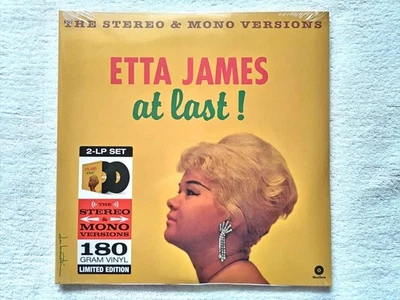 THE STEREO & MONO VERSIONS
ETTA JAMES
at last!
2-LP SET
THE
STEREO
&
MONO
VERSIONS
180
GRAM VINYL
LIMITED EDITION